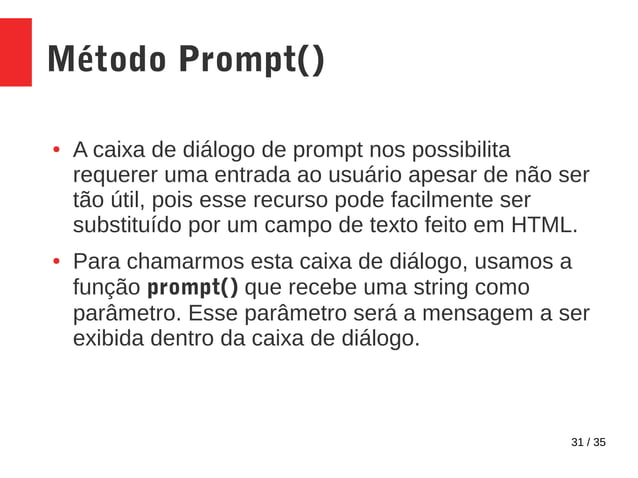 Método Prompt()
● A caixa de diálogo de prompt nos possibilita
requerer uma entrada ao usuário apesar de não ser
tão útil, pois esse recurso pode facilmente ser
substituído por um campo de texto feito em HTML.
● Para chamarmos esta caixa de diálogo, usamos a
função prompt() que recebe uma string como
parâmetro. Esse parâmetro será a mensagem a ser
exibida dentro da caixa de diálogo.
31 / 35